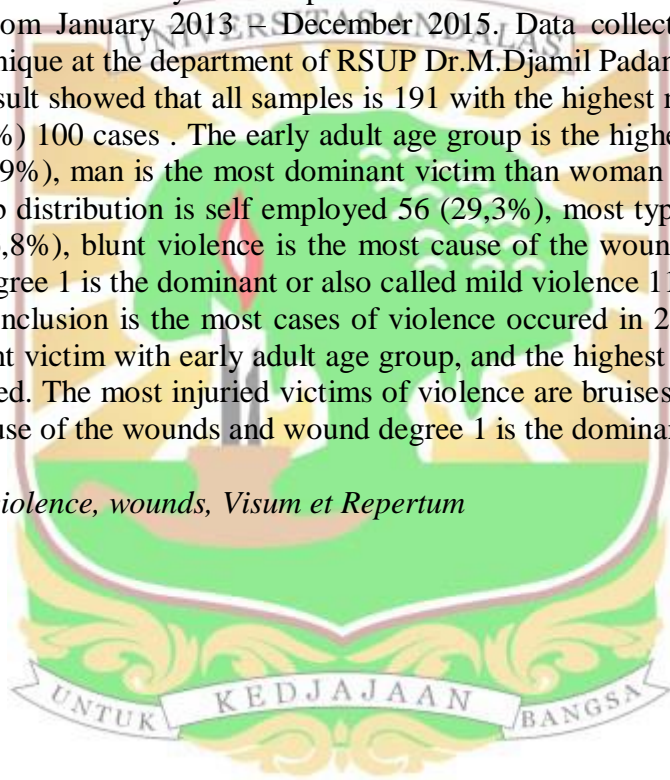 om January 2013 – December 2015. Data collect
UNIVERSITAS ANDALAS
nique at the department of RSUP Dr.M.Djamil Padan
sult showed that all samples is 191 with the highest
%) 100 cases . The early adult age group is the highe
9%), man is the most dominant victim than woman
distribution is self employed 56 (29,3%), most typ
,8%), blunt violence is the most cause of the woun
gree 1 is the dominant or also called mild violence 11
nclusion is the most cases of violence occured in 2
nt victim with early adult age group, and the highest
ed. The most injuried victims of violence are bruises
use of the wounds and wound degree 1 is the domina
violence, wounds, Visum et Repertum
UNTUK KEDJAJAAN BANGSA